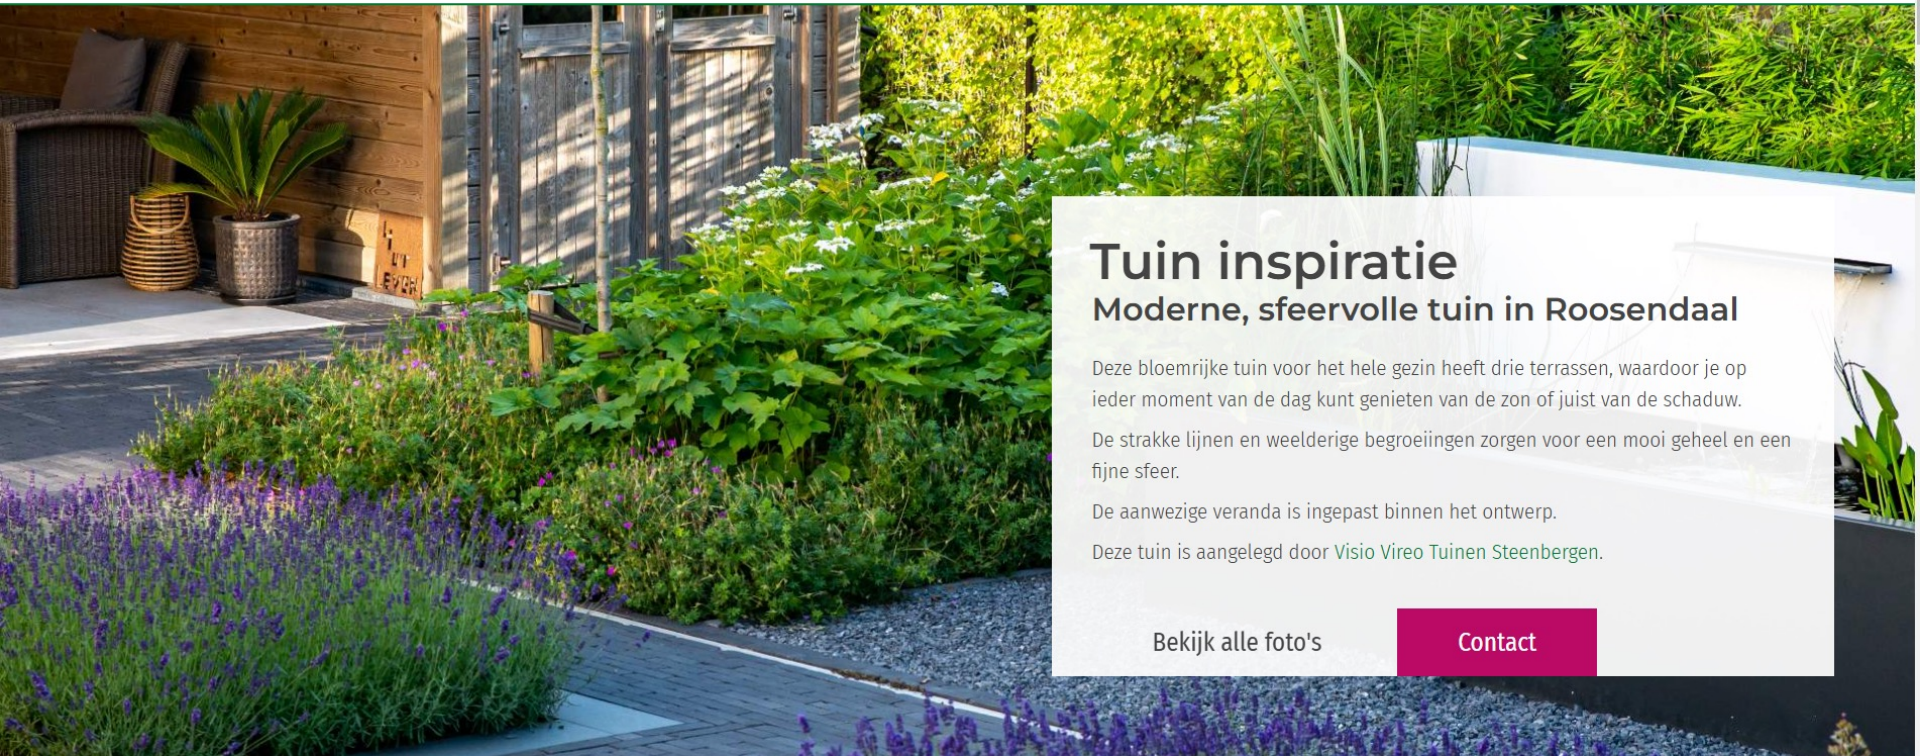 Tuin inspiratie
Moderne, sfeervolle tuin in Roosendaal
Deze bloemrijke tuin voor het hele gezin heeft drie terrassen, waardoor je op
ieder moment van de dag kunt genieten van de zon of juist van de schaduw.
De strakke lijnen en weelderige begroeiingen zorgen voor een mooi geheel en een
fijne sfeer.
De aanwezige veranda is ingepast binnen het ontwerp.
Deze tuin is aangelegd door Visio Vireo Tuinen Steenbergen.
Bekijk alle foto's
Contact